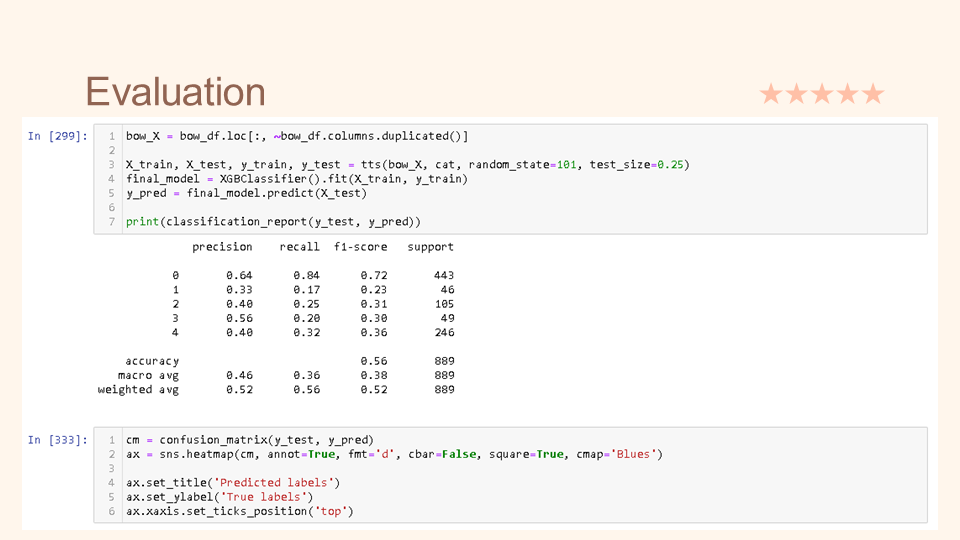 Evaluation
In [299]:
1 bow_X = bow_df.loc[:, ~bow_df.columns.duplicated()]
2
3 X_train, X_test, y_train, y_test = tts(bow_X, cat, random_state=101, test_size=0.25)
4 final_model = XGBClassifier().fit(X_train, y_train)
5 y_pred = final_model.predict(X_test)
6
7 print(classification_report(y_test, y_pred))
precision recall f1-score support
0 0.64 0.84 0.72 443
1 0.33 0.17 0.23 46
2 0.40 0.25 0.31 105
3 0.56 0.20 0.30 49
4 0.40 0.32 0.36 246
accuracy 0.56 889
macro avg 0.46 0.36 0.38 889
weighted avg 0.52 0.56 0.52 889
In [333]:
1 cm = confusion_matrix(y_test, y_pred)
2 ax = sns.heatmap(cm, annot=True, fmt='d', cbar=False, square=True, cmap='Blues')
3
4 ax.set_title('Predicted labels')
5 ax.set_ylabel('True labels')
6 ax.xaxis.set_ticks_position('top')